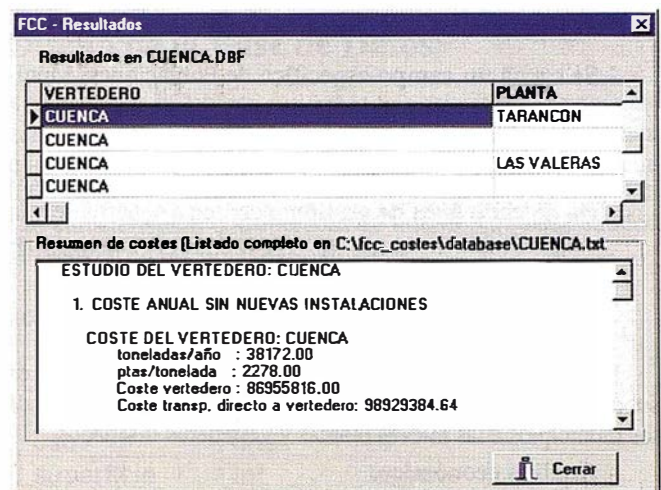 FCC - Resultados
Resultados en CUENCA.DBF
VERTEDERO PLANTA
CUENCA TARANCON
CUENCA
CUENCA LAS VALERAS
CUENCA
Resumen de costes (Listado completo en C:\fcc_costes\database\CUENCA.txt
ESTUDIO DEL VERTEDERO: CUENCA
1. COSTE ANUAL SIN NUEVAS INSTALACIONES
COSTE DEL VERTEDERO: CUENCA
toneladas/año : 38172.00
ptas/tonelada : 2278.00
Coste vertedero : 86955816.00
Coste transp. directo a vertedero: 98929384.64
Cerrar